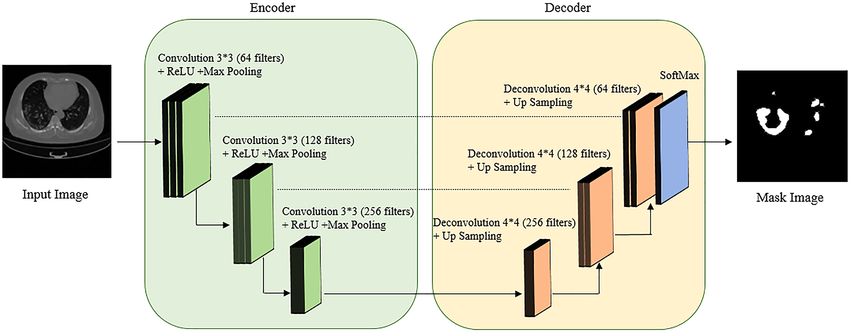 Encoder
Decoder
Convolution 3*3 (64 filters)
+ ReLU +Max Pooling
SoftMax
Deconvolution 4*4 (64 filters)
+ Up Sampling
Convolution 3*3 (128 filters)
+ ReLU +Max Pooling
Deconvolution 4*4 (128 filters)
+ Up Sampling
Input Image
Mask Image
Convolution 3*3 (256 filters)
+ ReLU +Max Pooling
Deconvolution 4*4 (256 filters)
+ Up Sampling